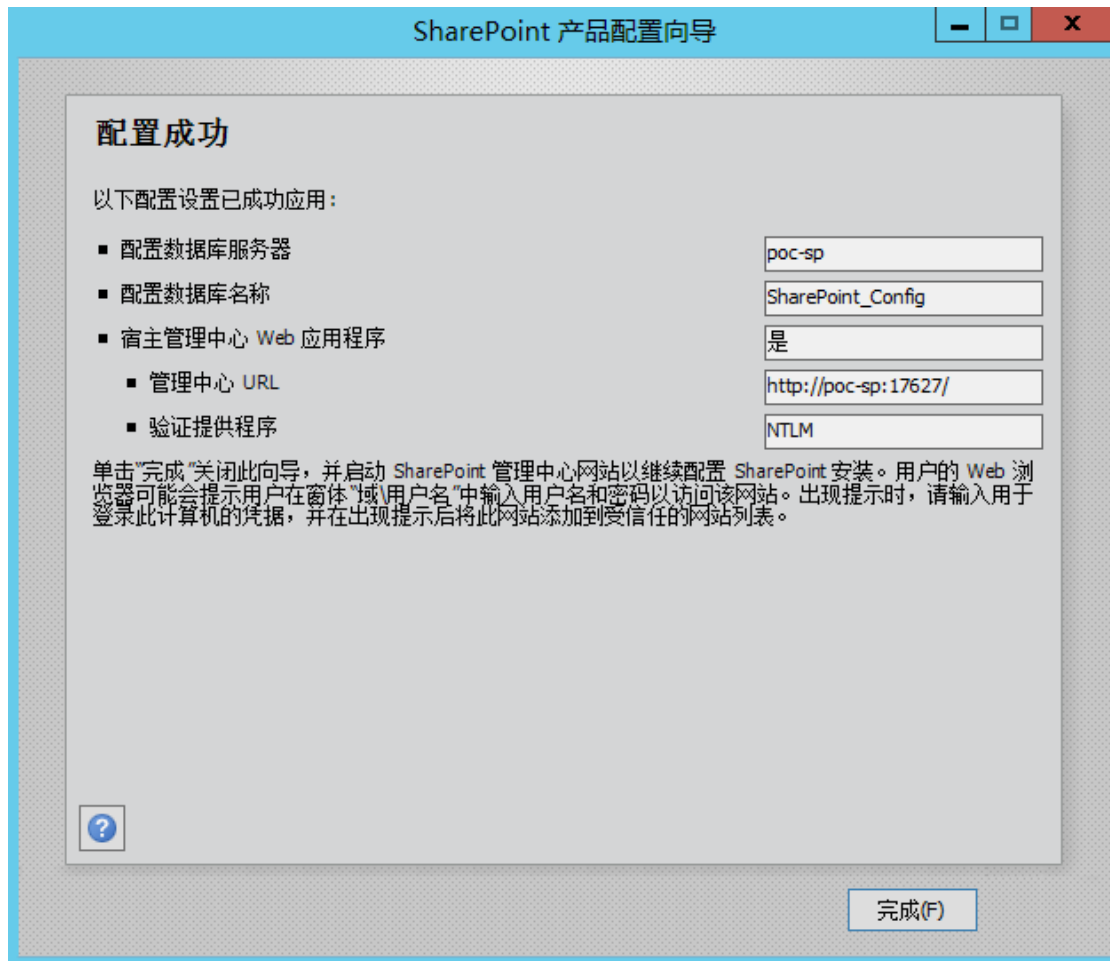 SharePoint 产品配置向导
配置成功
以下配置设置已成功应用：
■ 配置数据库服务器 poc-sp
■ 配置数据库名称 SharePoint_Config
■ 宿主管理中心 Web 应用程序 是
■ 管理中心 URL http://poc-sp:17627/
■ 验证提供程序 NTLM
单击"完成"关闭此向导，并启动 SharePoint 管理中心网站以继续配置 SharePoint 安装。用户的 Web 浏
览器可能会提示用户在窗体"域\用户名"中输入用户名和密码以访问该网站。出现提示时，请输入用于
登录此计算机的凭据，并在出现提示后将此网站添加到受信任的网站列表。
完成(F)